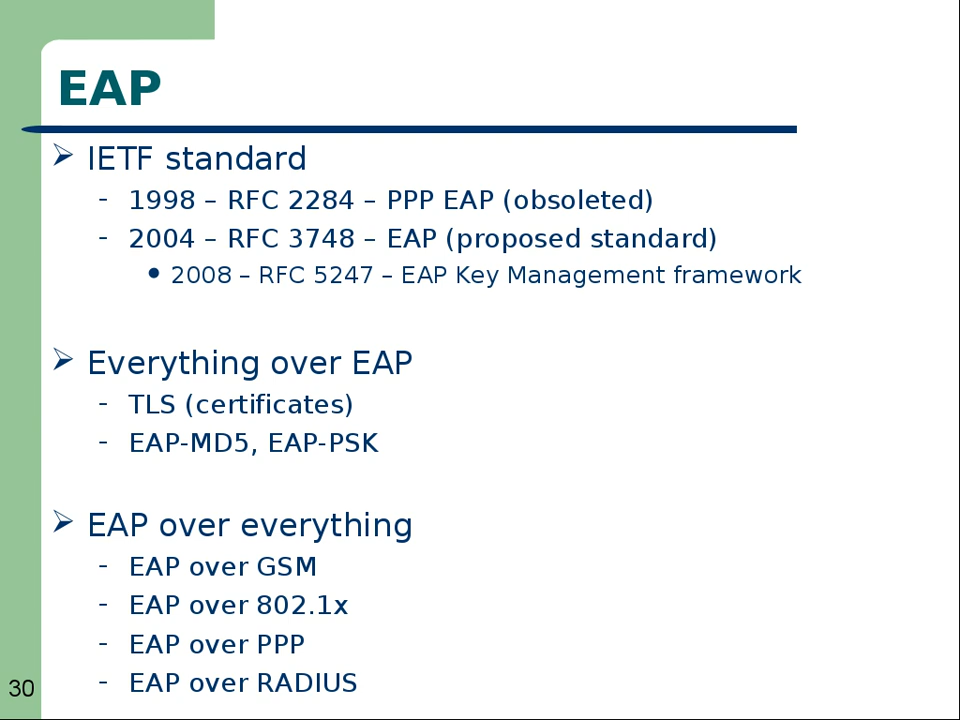 EAP
IETF standard
- 1998 – RFC 2284 – PPP EAP (obsoleted)
- 2004 – RFC 3748 – EAP (proposed standard)
• 2008 – RFC 5247 – EAP Key Management framework
Everything over EAP
- TLS (certificates)
- EAP-MD5, EAP-PSK
EAP over everything
- EAP over GSM
- EAP over 802.1x
- EAP over PPP
- EAP over RADIUS
30